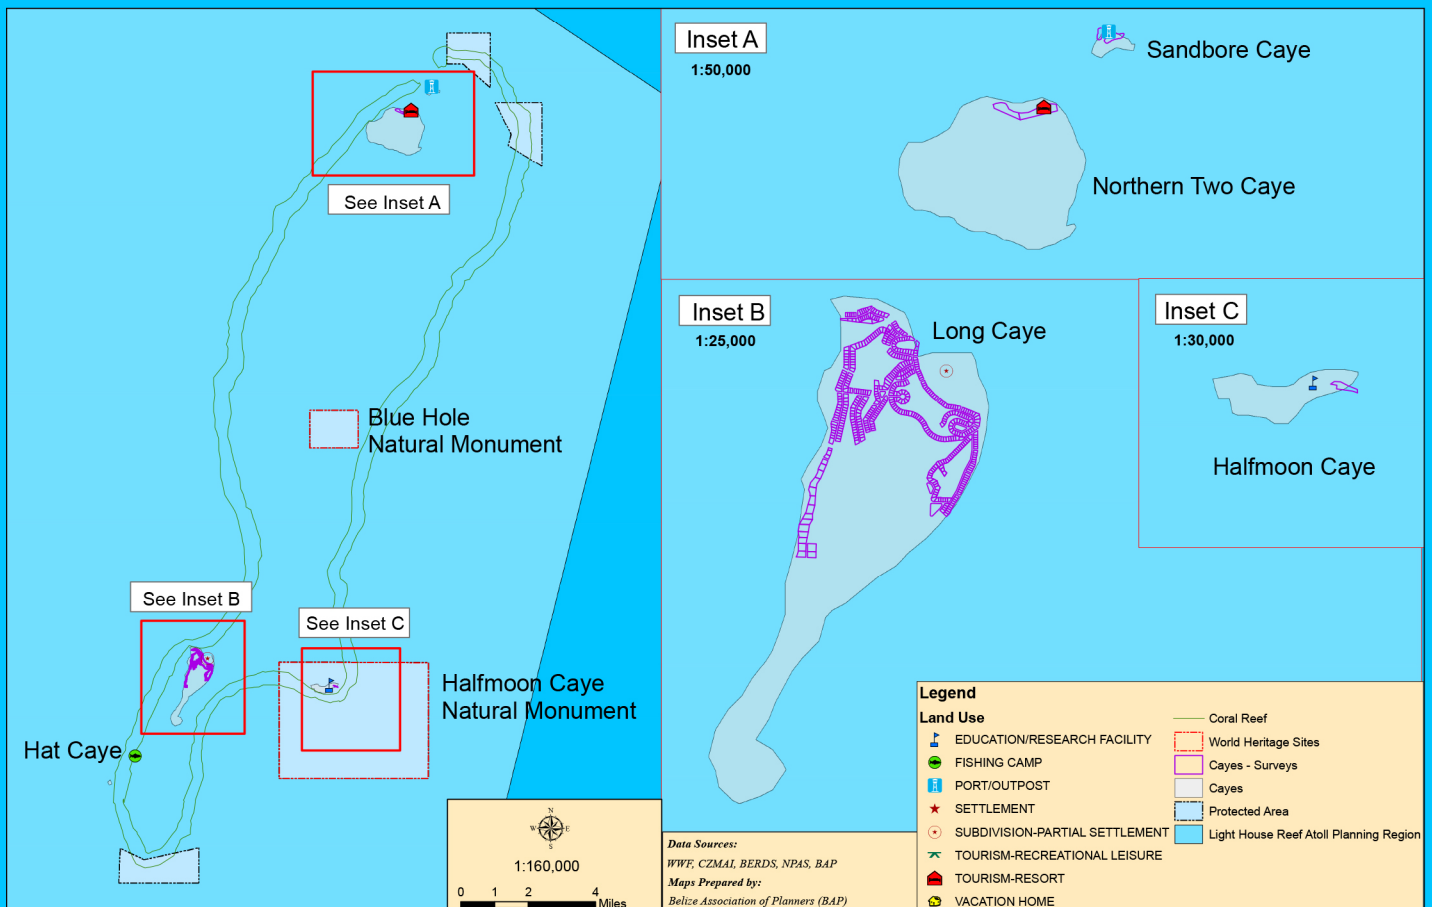 See Inset A
Blue Hole
Natural Monument
See Inset B
See Inset C
Halfmoon Caye
Natural Monument
Hat Caye
Inset A
1:50,000
Sandbore Caye
Northern Two Caye
Inset B
1:25,000
Long Caye
Inset C
1:30,000
Halfmoon Caye
N
W E
S
1:160,000
0 1 2 4
Miles
Data Sources:
WWF, CZMAI, BERDS, NPAS, BAP
Maps Prepared by:
Belize Association of Planners (BAP)
Legend
Land Use
EDUCATION/RESEARCH FACILITY
FISHING CAMP
PORT/OUTPOST
SETTLEMENT
SUBDIVISION-PARTIAL SETTLEMENT
TOURISM-RECREATIONAL LEISURE
TOURISM-RESORT
VACATION HOME
Coral Reef
World Heritage Sites
Cayes - Surveys
Cayes
Protected Area
Light House Reef Atoll Planning Region